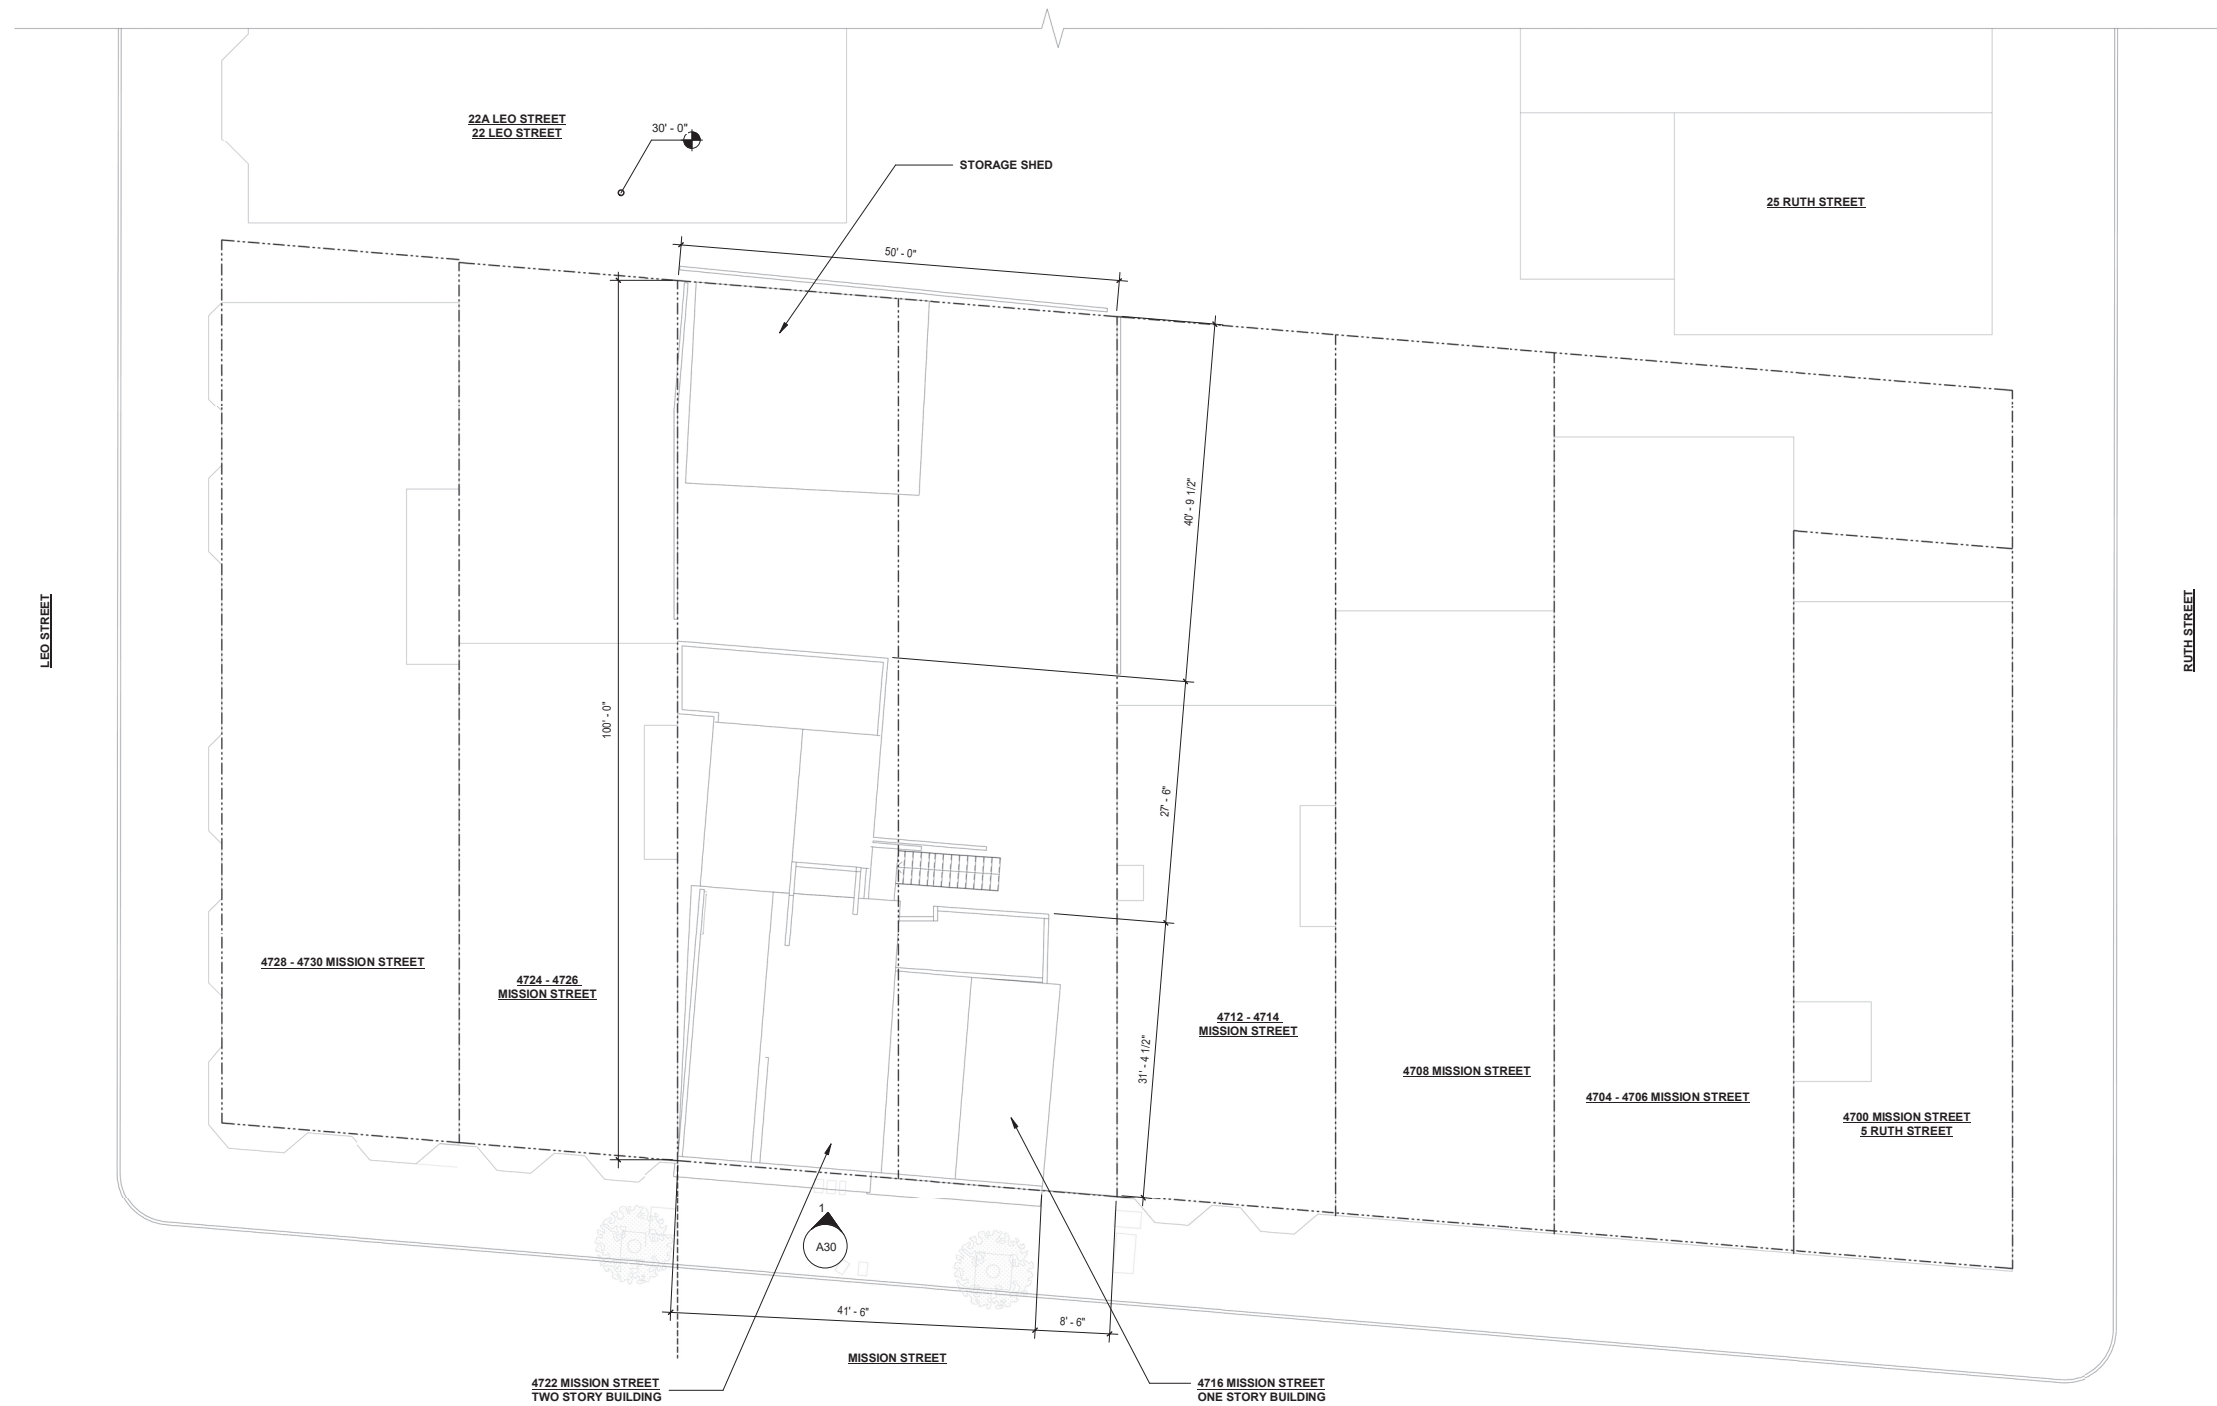 22A LEO STREET
22 LEO STREET
30' - 0"
STORAGE SHED
25 RUTH STREET
50' - 0"
40' - 9 1/2"
LEO STREET
RUTH STREET
100' - 0"
27' - 6"
4728 - 4730 MISSION STREET
4724 - 4726
MISSION STREET
4712 - 4714
MISSION STREET
31' - 4 1/2"
4708 MISSION STREET
4704 - 4706 MISSION STREET
4700 MISSION STREET
5 RUTH STREET
1
A30
41' - 6"
8' - 6"
MISSION STREET
4722 MISSION STREET
TWO STORY BUILDING
4716 MISSION STREET
ONE STORY BUILDING